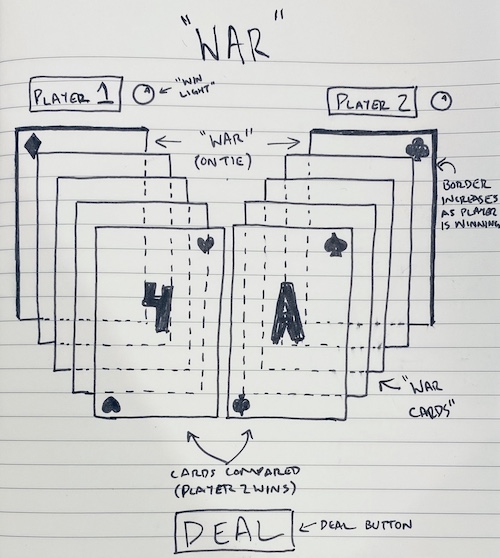 "WAR"
PLAYER 1
"WIN
LIGHT"
PLAYER 2
"WAR"
(ON TIE)
BORDER
INCREASES
AS PLAYER
IS WINNING
4
A
"WAR
CARDS"
CARDS COMPARED
(PLAYER 2 WINS)
DEAL
DEAL BUTTON